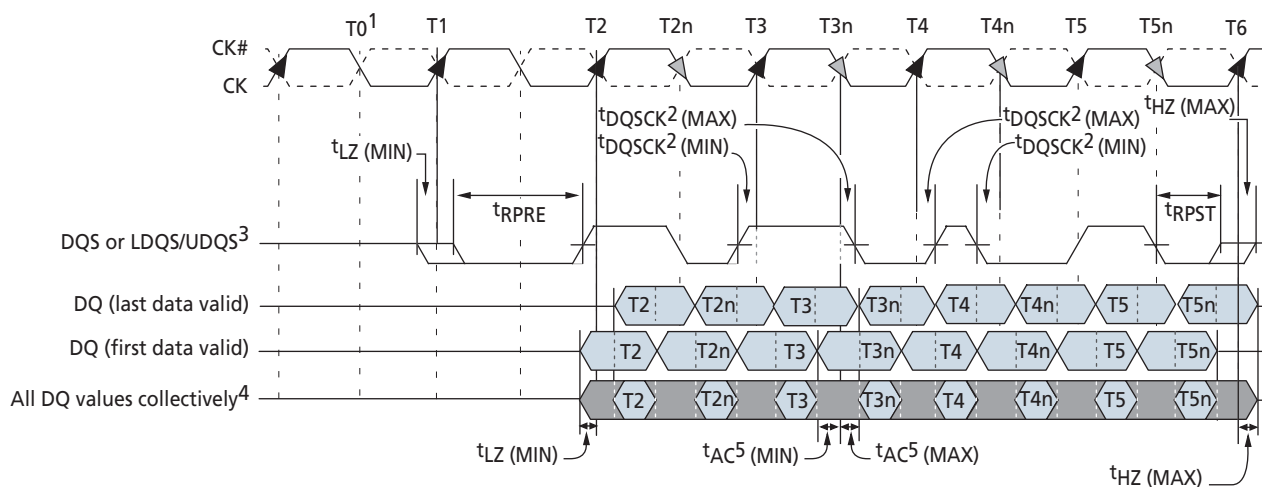 T0¹ T1 T2 T2n T3 T3n T4 T4n T5 T5n T6
CK#
CK
tHZ (MAX)
tDQSCK² (MAX) tDQSCK² (MAX)
tDQSCK² (MIN) tDQSCK² (MIN)
tLZ (MIN)
tRPRE tRPST
DQS or LDQS/UDQS³
DQ (last data valid) T2 T2n T3 T3n T4 T4n T5 T5n
DQ (first data valid) T2 T2n T3 T3n T4 T4n T5 T5n
All DQ values collectively⁴ T2 T2n T3 T3n T4 T4n T5 T5n
tLZ (MIN) tAC⁵ (MIN) tAC⁵ (MAX)
tHZ (MAX)